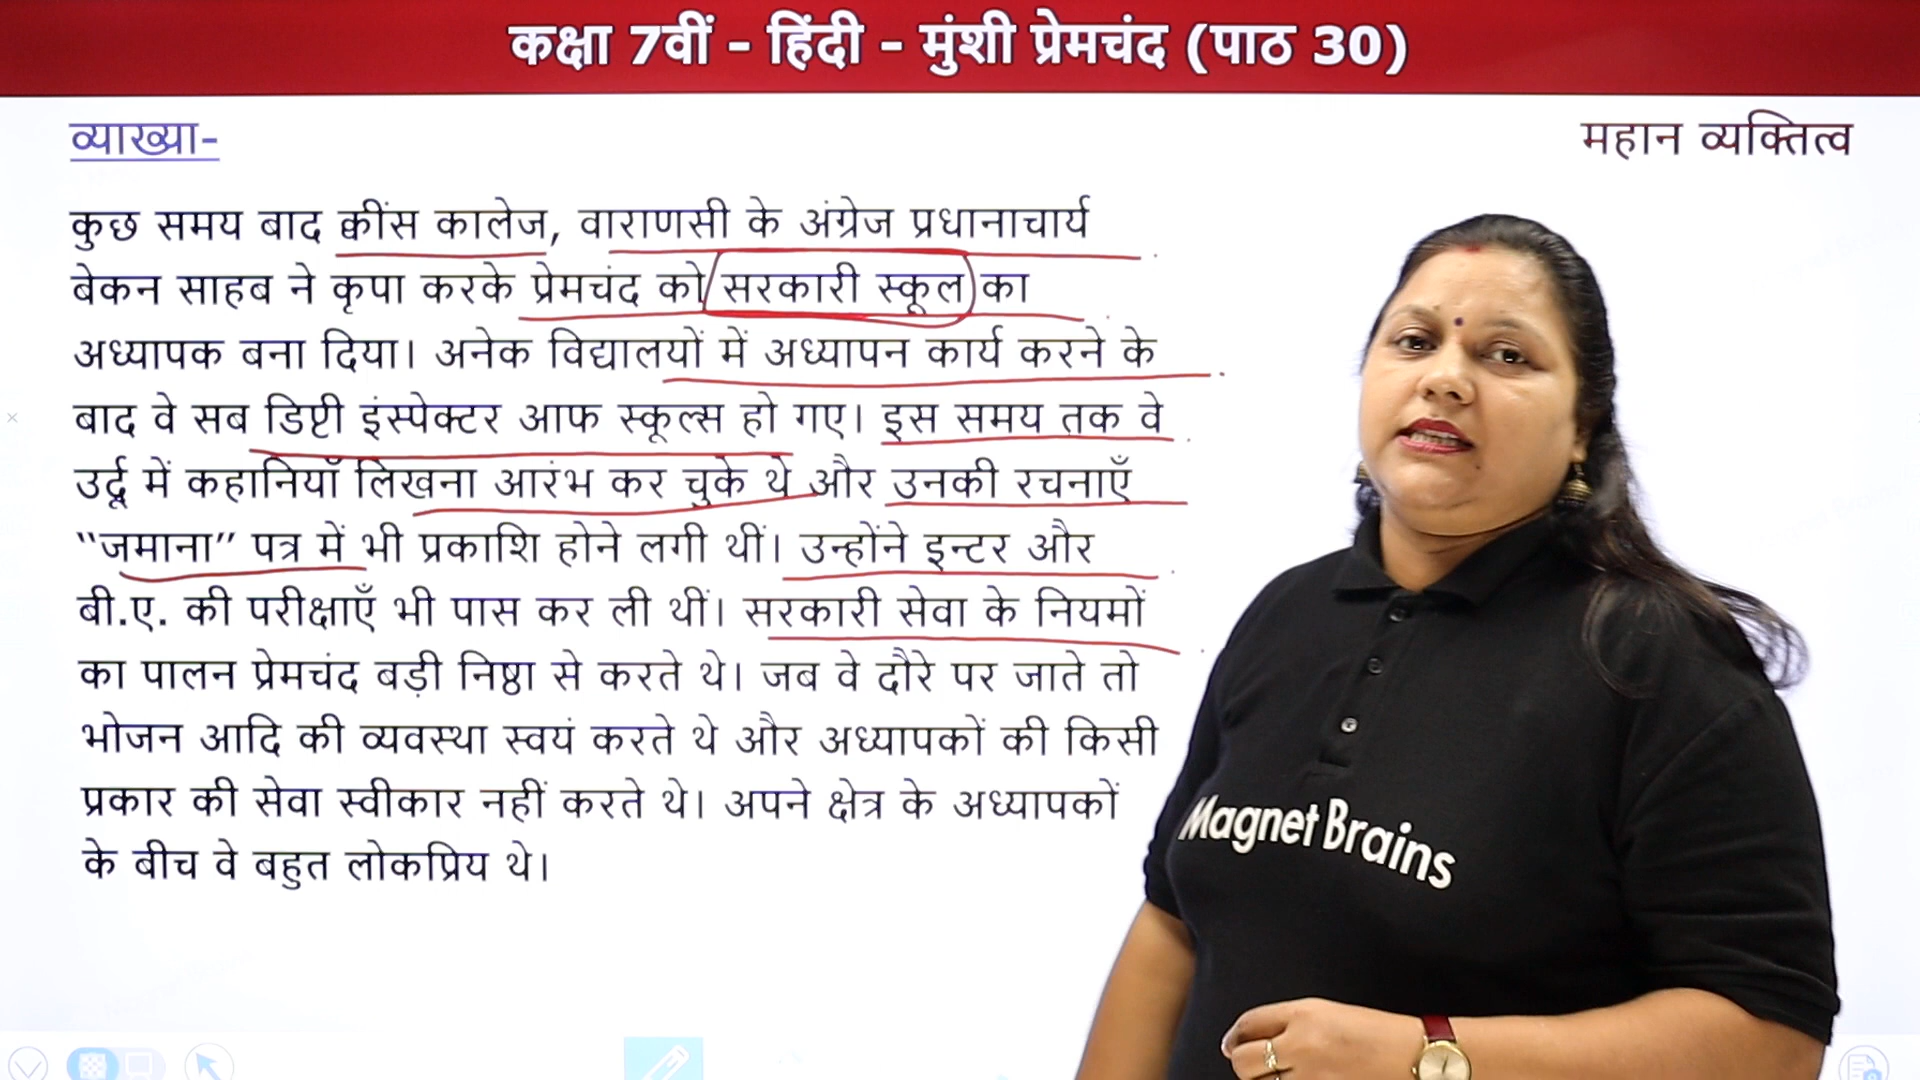 कक्षा 7वीं - हिंदी - मुंशी प्रेमचंद (पाठ 30)
व्याख्या-
महान व्यक्तित्व
कुछ समय बाद क्वींस कालेज, वाराणसी के अंग्रेज प्रधानाचार्य
बेकन साहब ने कृपा करके प्रेमचंद को सरकारी स्कूल का
अध्यापक बना दिया। अनेक विद्यालयों में अध्यापन कार्य करने के
बाद वे सब डिप्टी इंस्पेक्टर आफ स्कूल्स हो गए। इस समय तक वे
उर्दू में कहानियाँ लिखना आरंभ कर चुके थे और उनकी रचनाएँ
"जमाना" पत्र में भी प्रकाशि होने लगी थीं। उन्होंने इन्टर और
बी.ए. की परीक्षाएँ भी पास कर ली थीं। सरकारी सेवा के नियमों
का पालन प्रेमचंद बड़ी निष्ठा से करते थे। जब वे दौरे पर जाते तो
भोजन आदि की व्यवस्था स्वयं करते थे और अध्यापकों की किसी
प्रकार की सेवा स्वीकार नहीं करते थे। अपने क्षेत्र के अध्यापकों
के बीच वे बहुत लोकप्रिय थे।
Magnet Brains